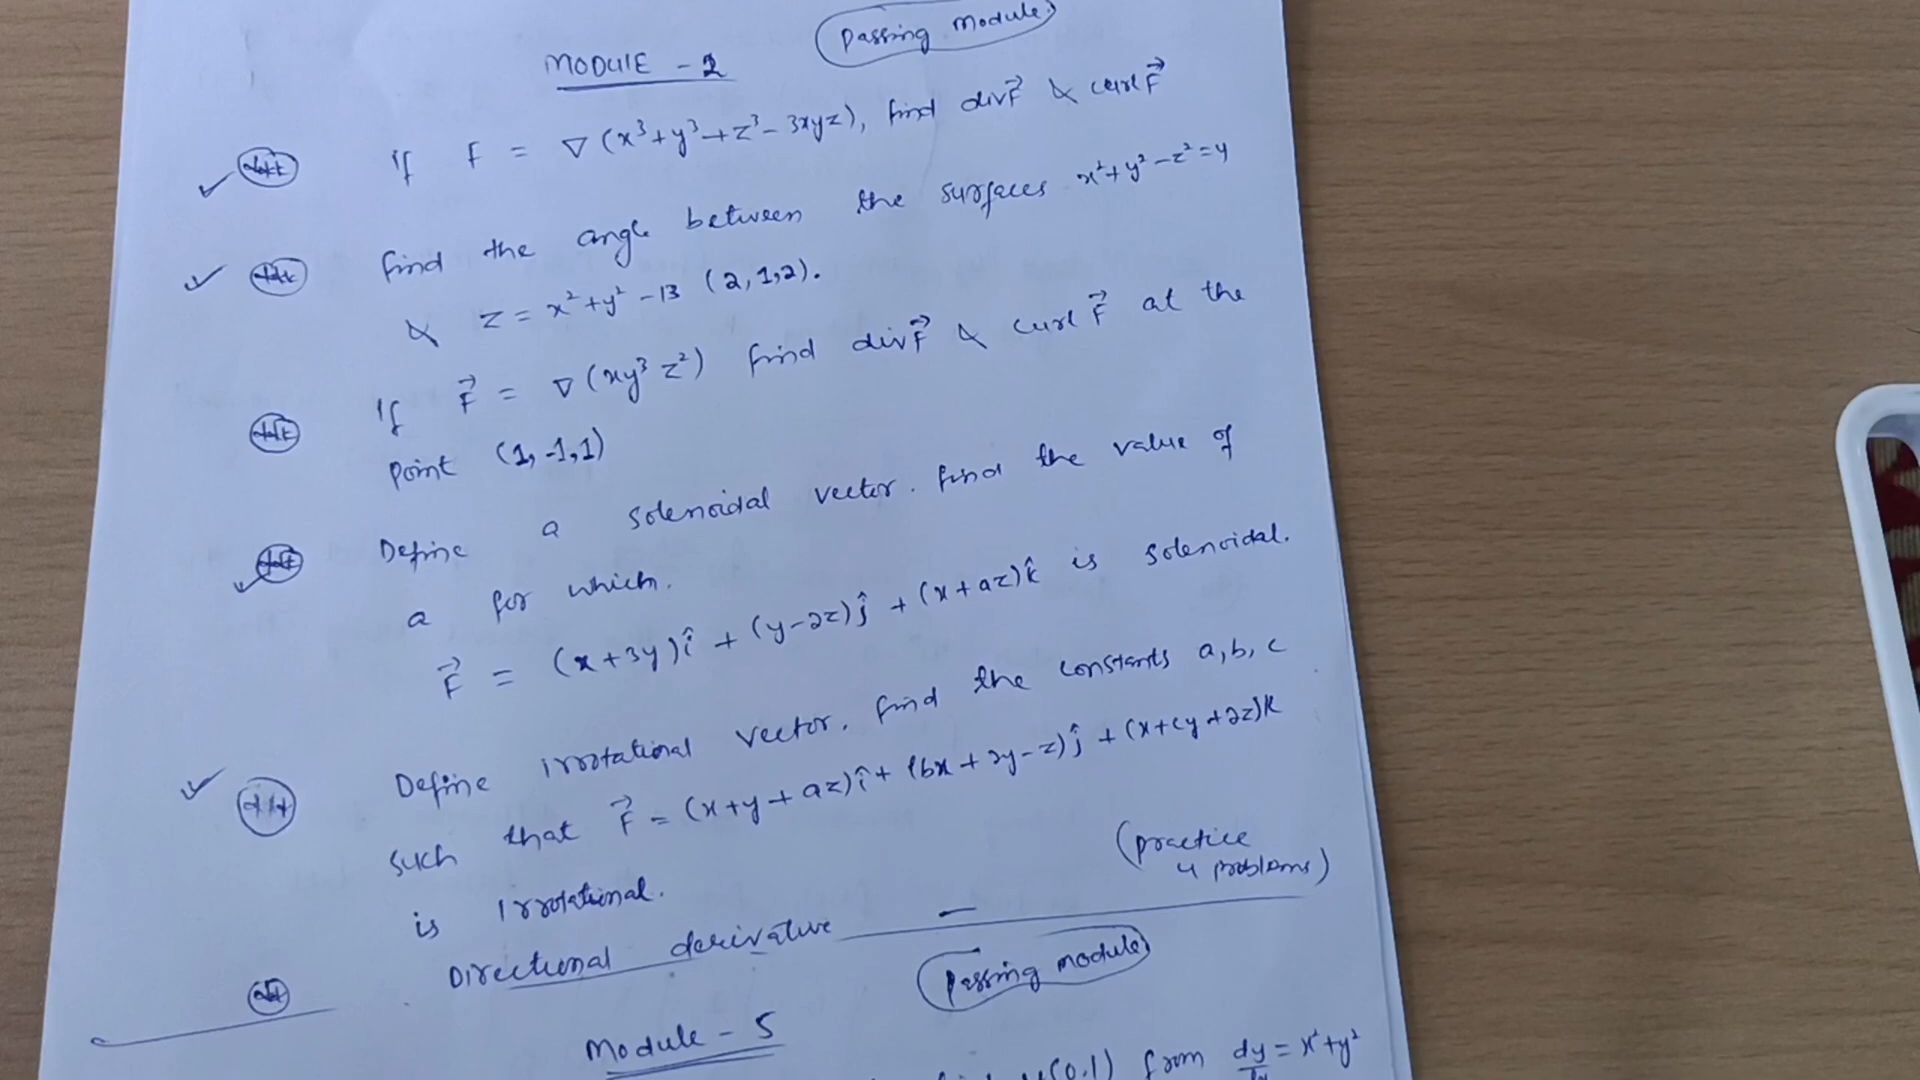 Passing Module
MODULE - 2
If F = ∇ (x³+y³+z³-3xyz), find div F⃗ & curl F⃗
find the angle between the surfaces x²+y²-z²=4
& z = x²+y²-13 (2,1,2).
If F⃗ = ∇ (xy³z²) find div F⃗ & curl F⃗ at the
point (1,-1,1)
Define a solenoidal vector. find the value of
a for which.
F⃗ = (x+3y)î + (y-2z)ĵ + (x+az)k̂ is solenoidal.
Define irrotational vector. find the constants a,b,c
such that F⃗ = (x+y+az)î + (bx+2y-z)ĵ + (x+cy+2z)k
is Irrotational.
(practice
4 problems)
Directional derivative —
Passing module
Module - 5
y(0.1) from dy = x²+y²